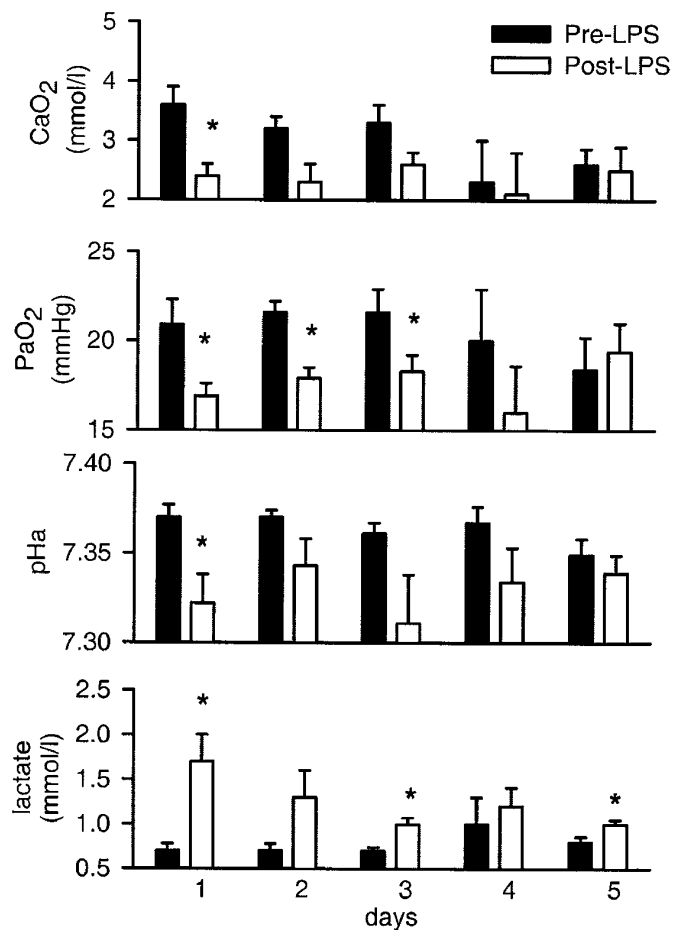 Pre-LPS
Post-LPS
CaO2
(mmol/l)
5
4
3
2
*
PaO2
(mmHg)
25
20
15
* * *
pHa
7.40
7.35
7.30
*
lactate
(mmol/l)
2.5
2.0
1.5
1.0
0.5
* * *
1 2 3 4 5
days